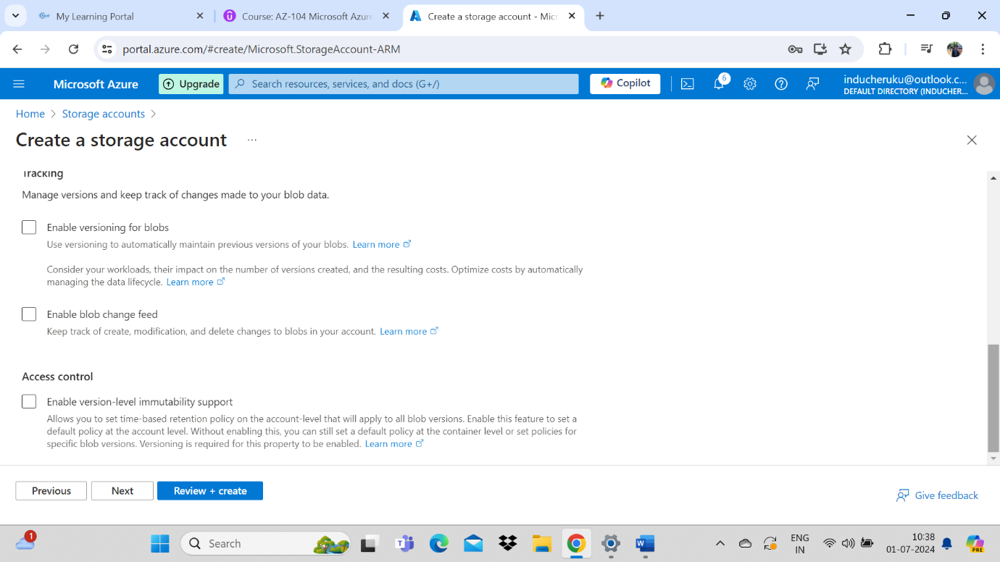 My Learning Portal
Course: AZ-104 Microsoft Azure
Create a storage account - Micr
portal.azure.com/#create/Microsoft.StorageAccount-ARM
Microsoft Azure
Upgrade
Search resources, services, and docs (G+/)
Copilot
6
inducheruku@outlook.c...
DEFAULT DIRECTORY (INDUCHER...
Home > Storage accounts >
Create a storage account ...
Tracking
Manage versions and keep track of changes made to your blob data.
Enable versioning for blobs
Use versioning to automatically maintain previous versions of your blobs. Learn more
Consider your workloads, their impact on the number of versions created, and the resulting costs. Optimize costs by automatically
managing the data lifecycle. Learn more
Enable blob change feed
Keep track of create, modification, and delete changes to blobs in your account. Learn more
Access control
Enable version-level immutability support
Allows you to set time-based retention policy on the account-level that will apply to all blob versions. Enable this feature to set a
default policy at the account level. Without enabling this, you can still set a default policy at the container level or set policies for
specific blob versions. Versioning is required for this property to be enabled. Learn more
Previous
Next
Review + create
Give feedback
1
Search
T
W
ENG
IN
10:38
01-07-2024
PRE